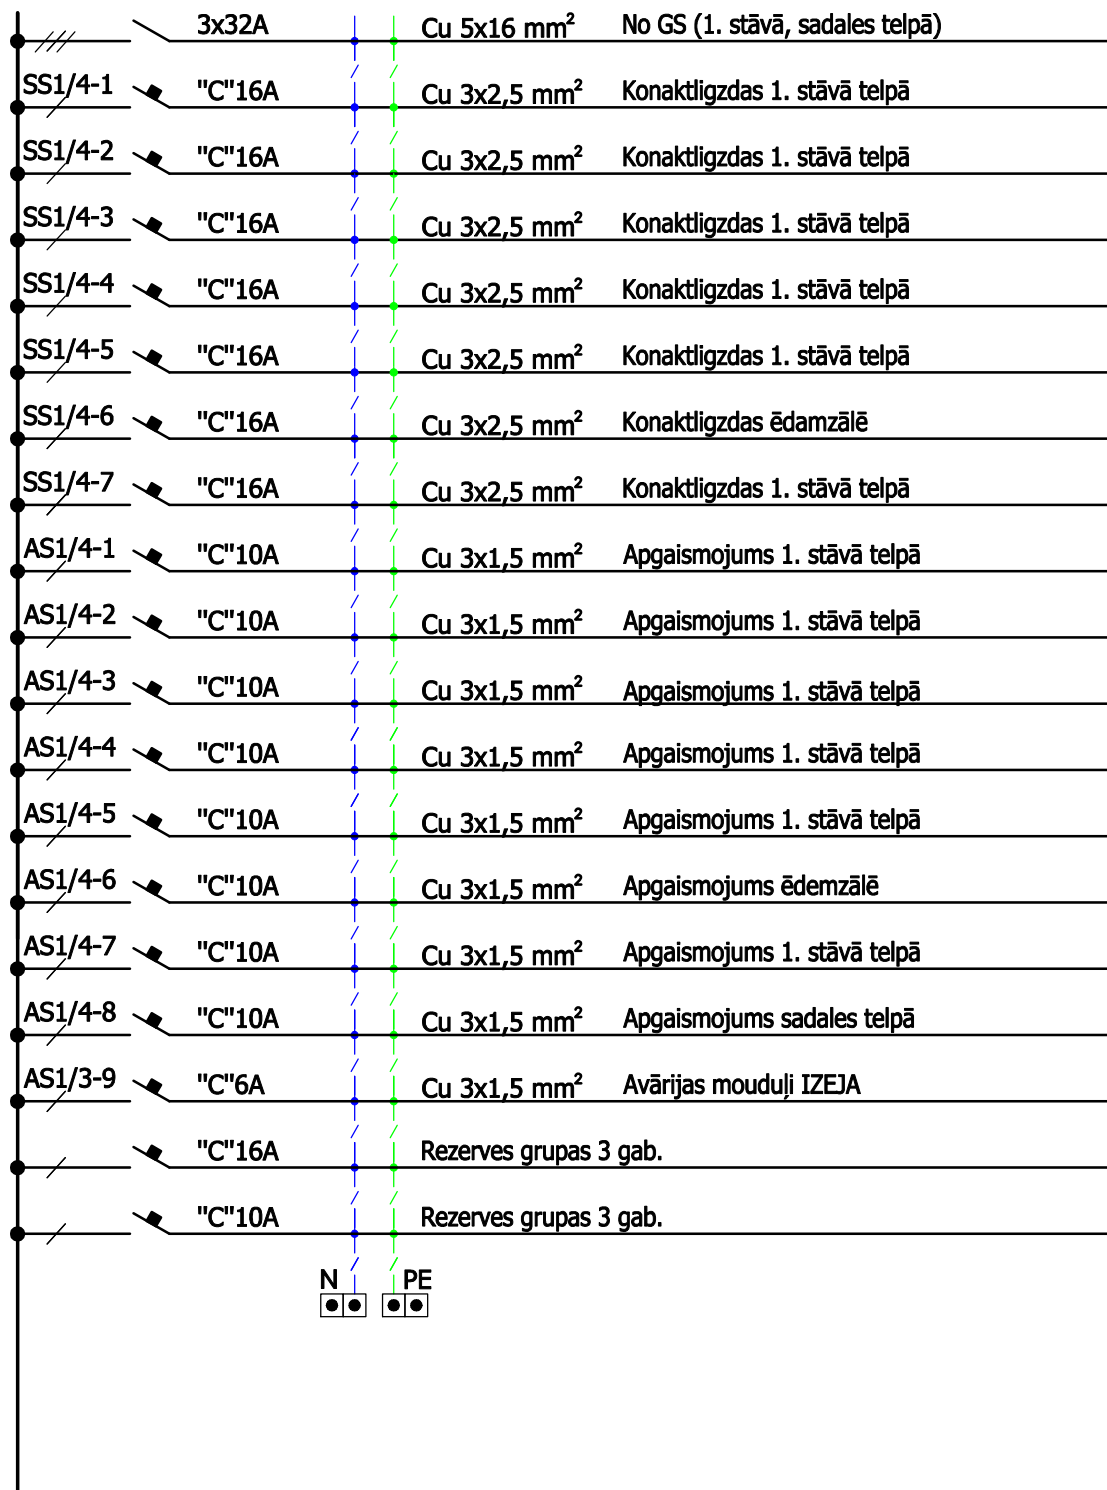 3x32A Cu 5x16 mm² No GS (1. stāvā, sadales telpā)
SS1/4-1 "C"16A Cu 3x2,5 mm² Konaktligzdas 1. stāvā telpā
SS1/4-2 "C"16A Cu 3x2,5 mm² Konaktligzdas 1. stāvā telpā
SS1/4-3 "C"16A Cu 3x2,5 mm² Konaktligzdas 1. stāvā telpā
SS1/4-4 "C"16A Cu 3x2,5 mm² Konaktligzdas 1. stāvā telpā
SS1/4-5 "C"16A Cu 3x2,5 mm² Konaktligzdas 1. stāvā telpā
SS1/4-6 "C"16A Cu 3x2,5 mm² Konaktligzdas ēdamzālē
SS1/4-7 "C"16A Cu 3x2,5 mm² Konaktligzdas 1. stāvā telpā
AS1/4-1 "C"10A Cu 3x1,5 mm² Apgaismojums 1. stāvā telpā
AS1/4-2 "C"10A Cu 3x1,5 mm² Apgaismojums 1. stāvā telpā
AS1/4-3 "C"10A Cu 3x1,5 mm² Apgaismojums 1. stāvā telpā
AS1/4-4 "C"10A Cu 3x1,5 mm² Apgaismojums 1. stāvā telpā
AS1/4-5 "C"10A Cu 3x1,5 mm² Apgaismojums 1. stāvā telpā
AS1/4-6 "C"10A Cu 3x1,5 mm² Apgaismojums ēdemzālē
AS1/4-7 "C"10A Cu 3x1,5 mm² Apgaismojums 1. stāvā telpā
AS1/4-8 "C"10A Cu 3x1,5 mm² Apgaismojums sadales telpā
AS1/3-9 "C"6A Cu 3x1,5 mm² Avārijas mouduļi IZEJA
"C"16A Rezerves grupas 3 gab.
"C"10A Rezerves grupas 3 gab.
N PE